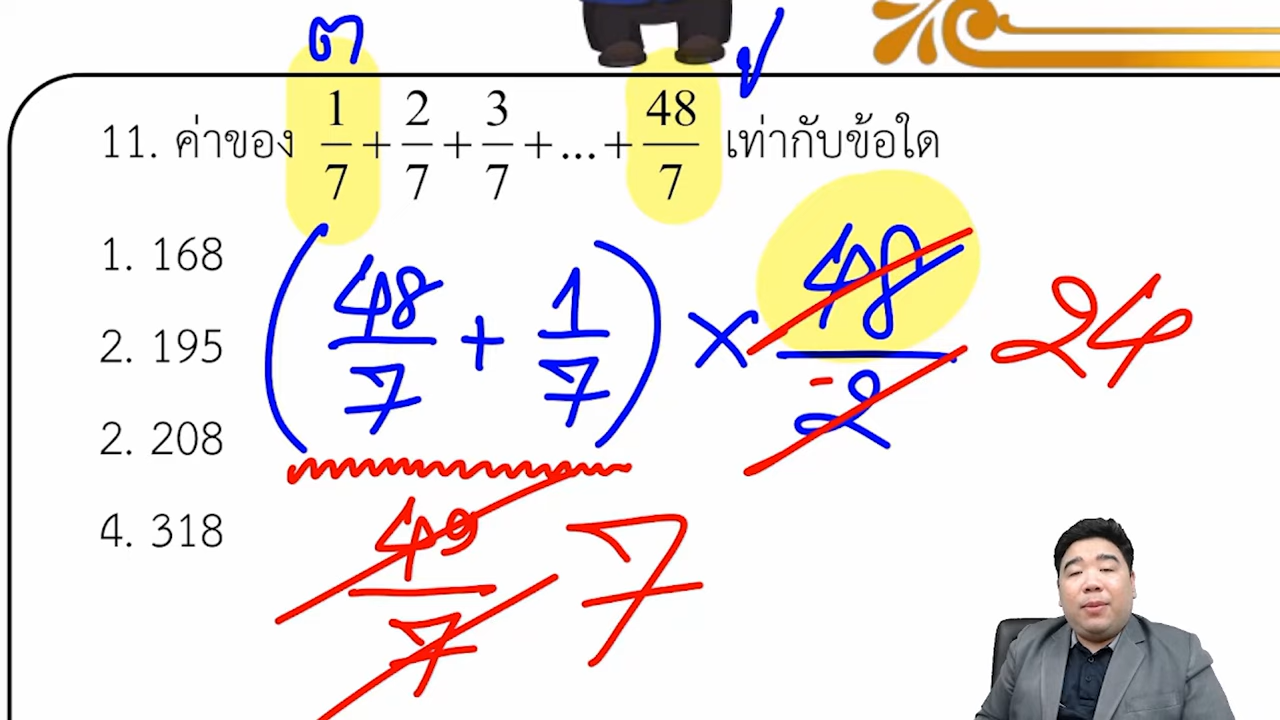 ต ป
11. ค่าของ 1/7 + 2/7 + 3/7 + ... + 48/7 เท่ากับข้อใด
1. 168
2. 195
2. 208
4. 318
(48/7 + 1/7) × 48/2 24
49/7 7